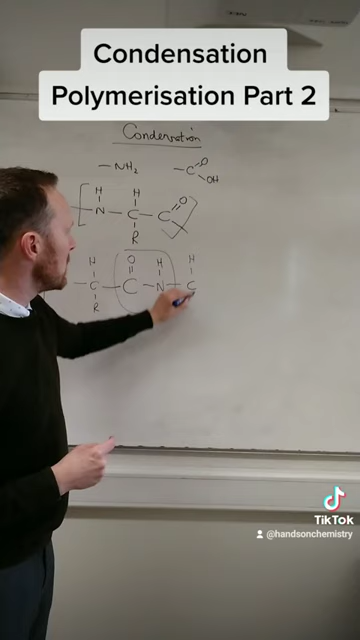 Condensation
Polymerisation Part 2
Condensation
-NH₂ -C=O
OH
H H O
[-N-C-C]
R
H O H H
-C-C-N-C
R
TikTok
@handsonchemistry